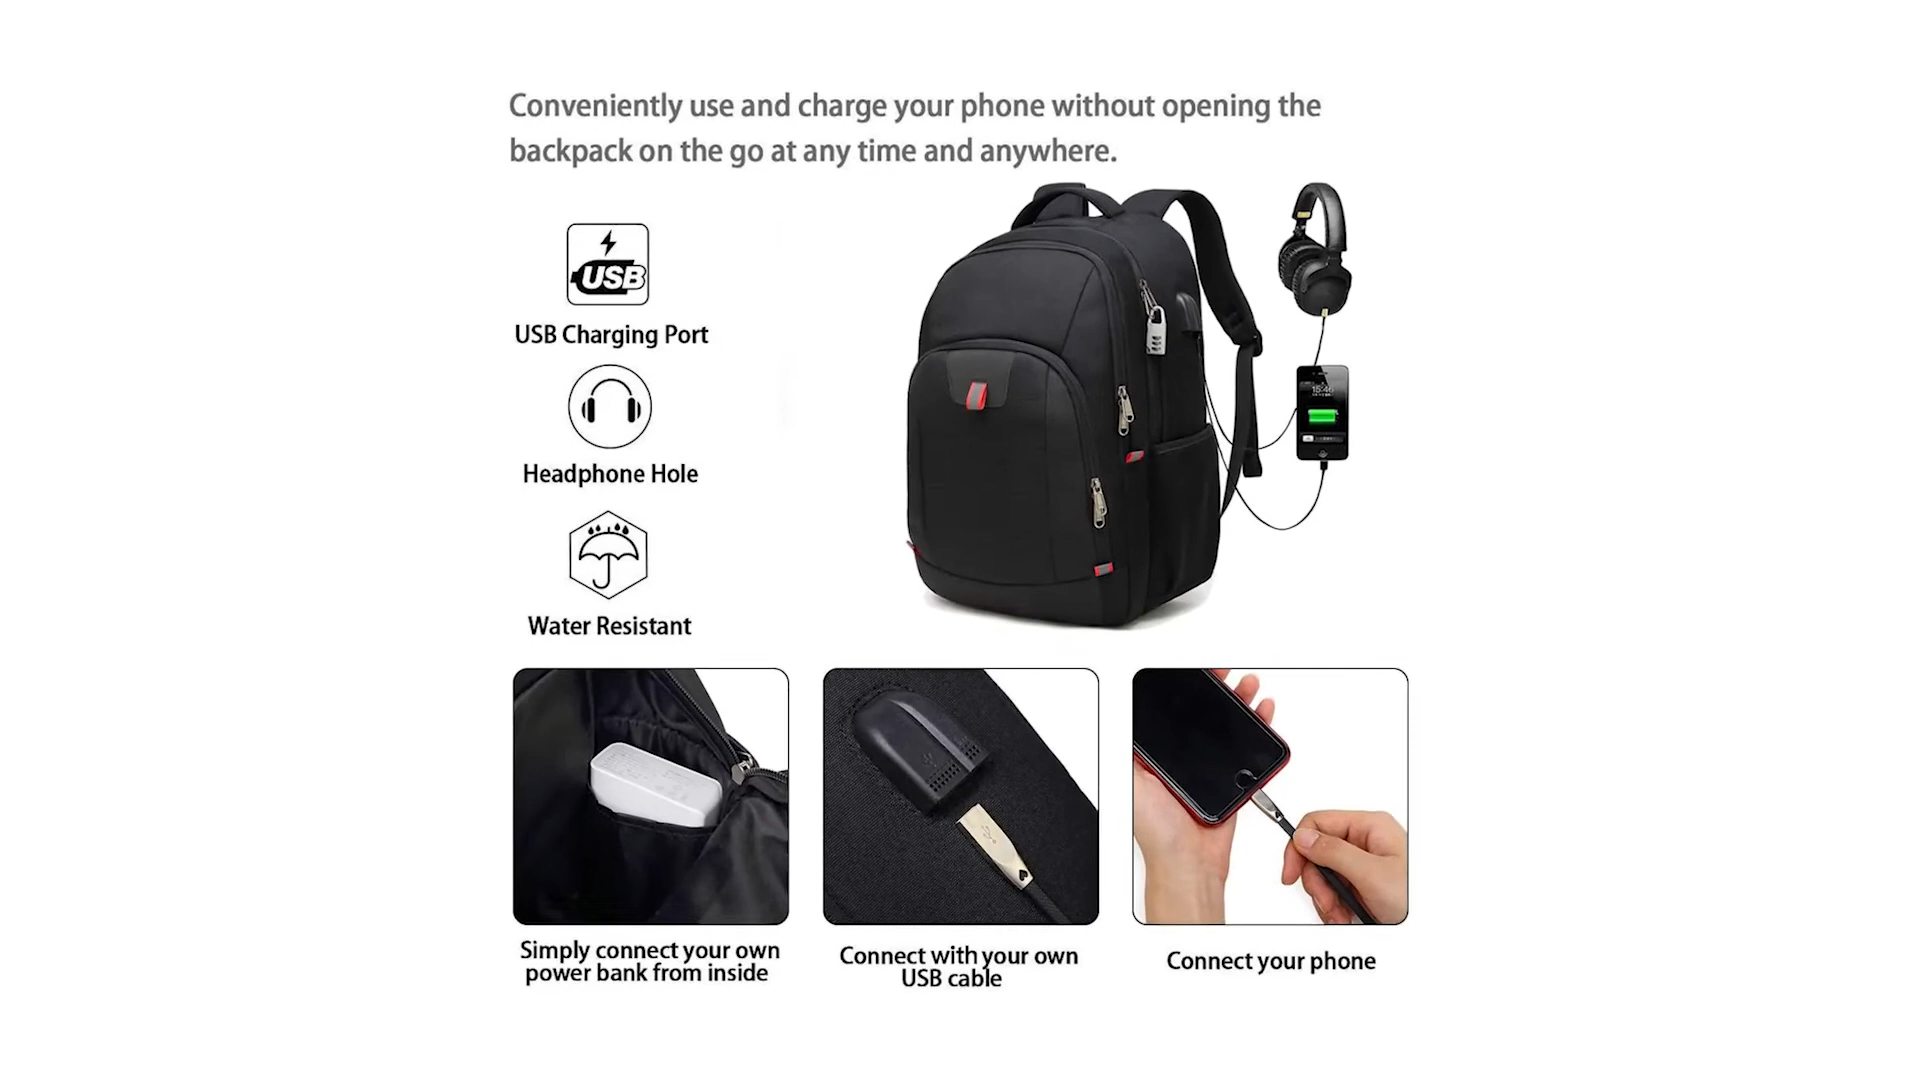 Conveniently use and charge your phone without opening the
backpack on the go at any time and anywhere.
USB
USB Charging Port
Headphone Hole
Water Resistant
15:46
Simply connect your own
power bank from inside
Connect with your own
USB cable
Connect your phone